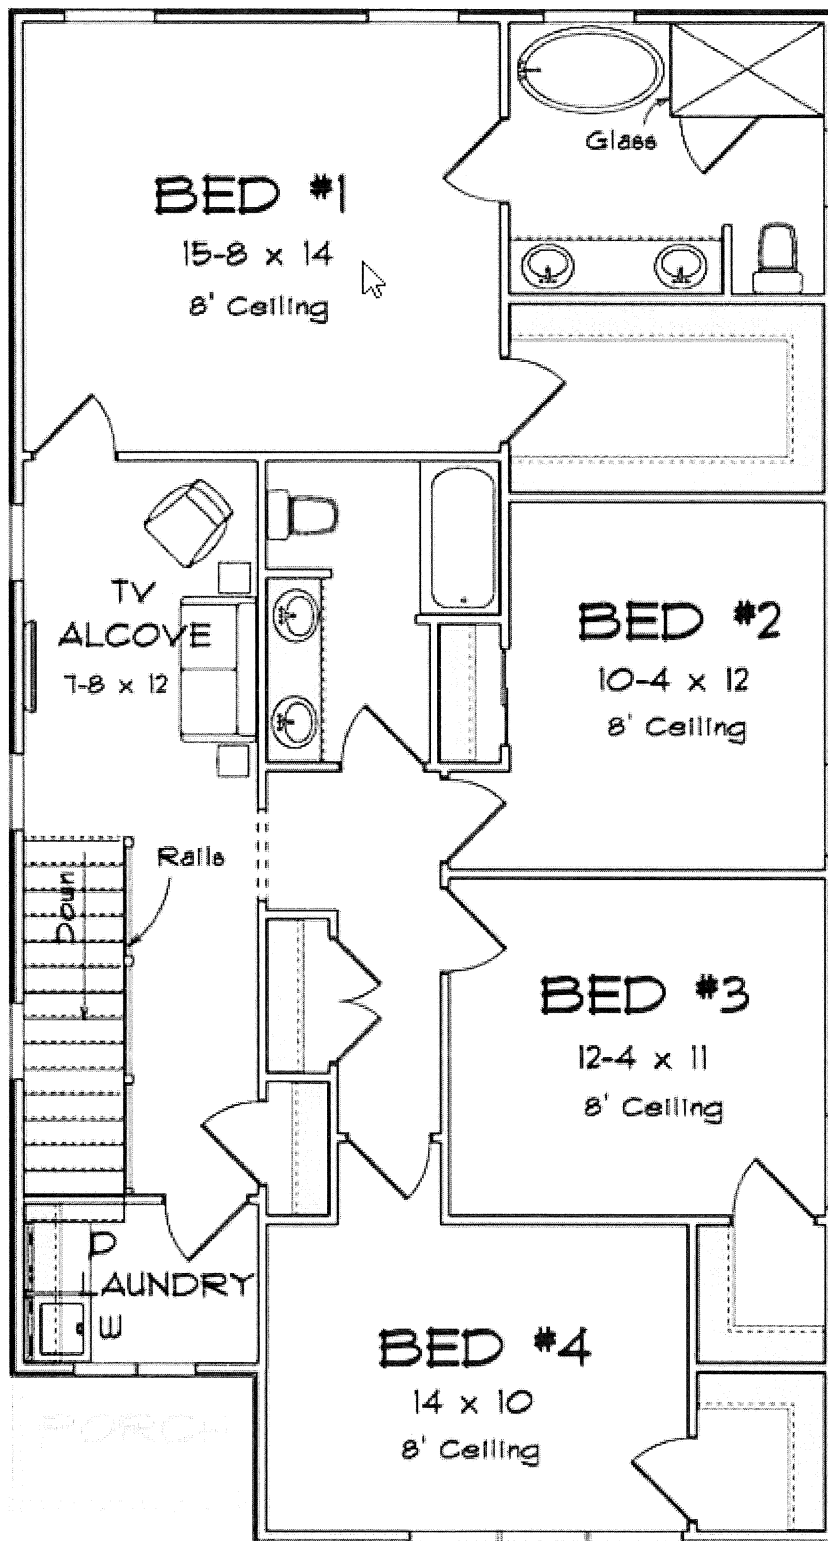 Glass
BED #1
15-8 x 14
8' Ceiling
TV
ALCOVE
7-8 x 12
BED #2
10-4 x 12
8' Ceiling
Rails
Down
BED #3
12-4 x 11
8' Ceiling
D
LAUNDRY
W
BED #4
14 x 10
8' Ceiling
PORCH